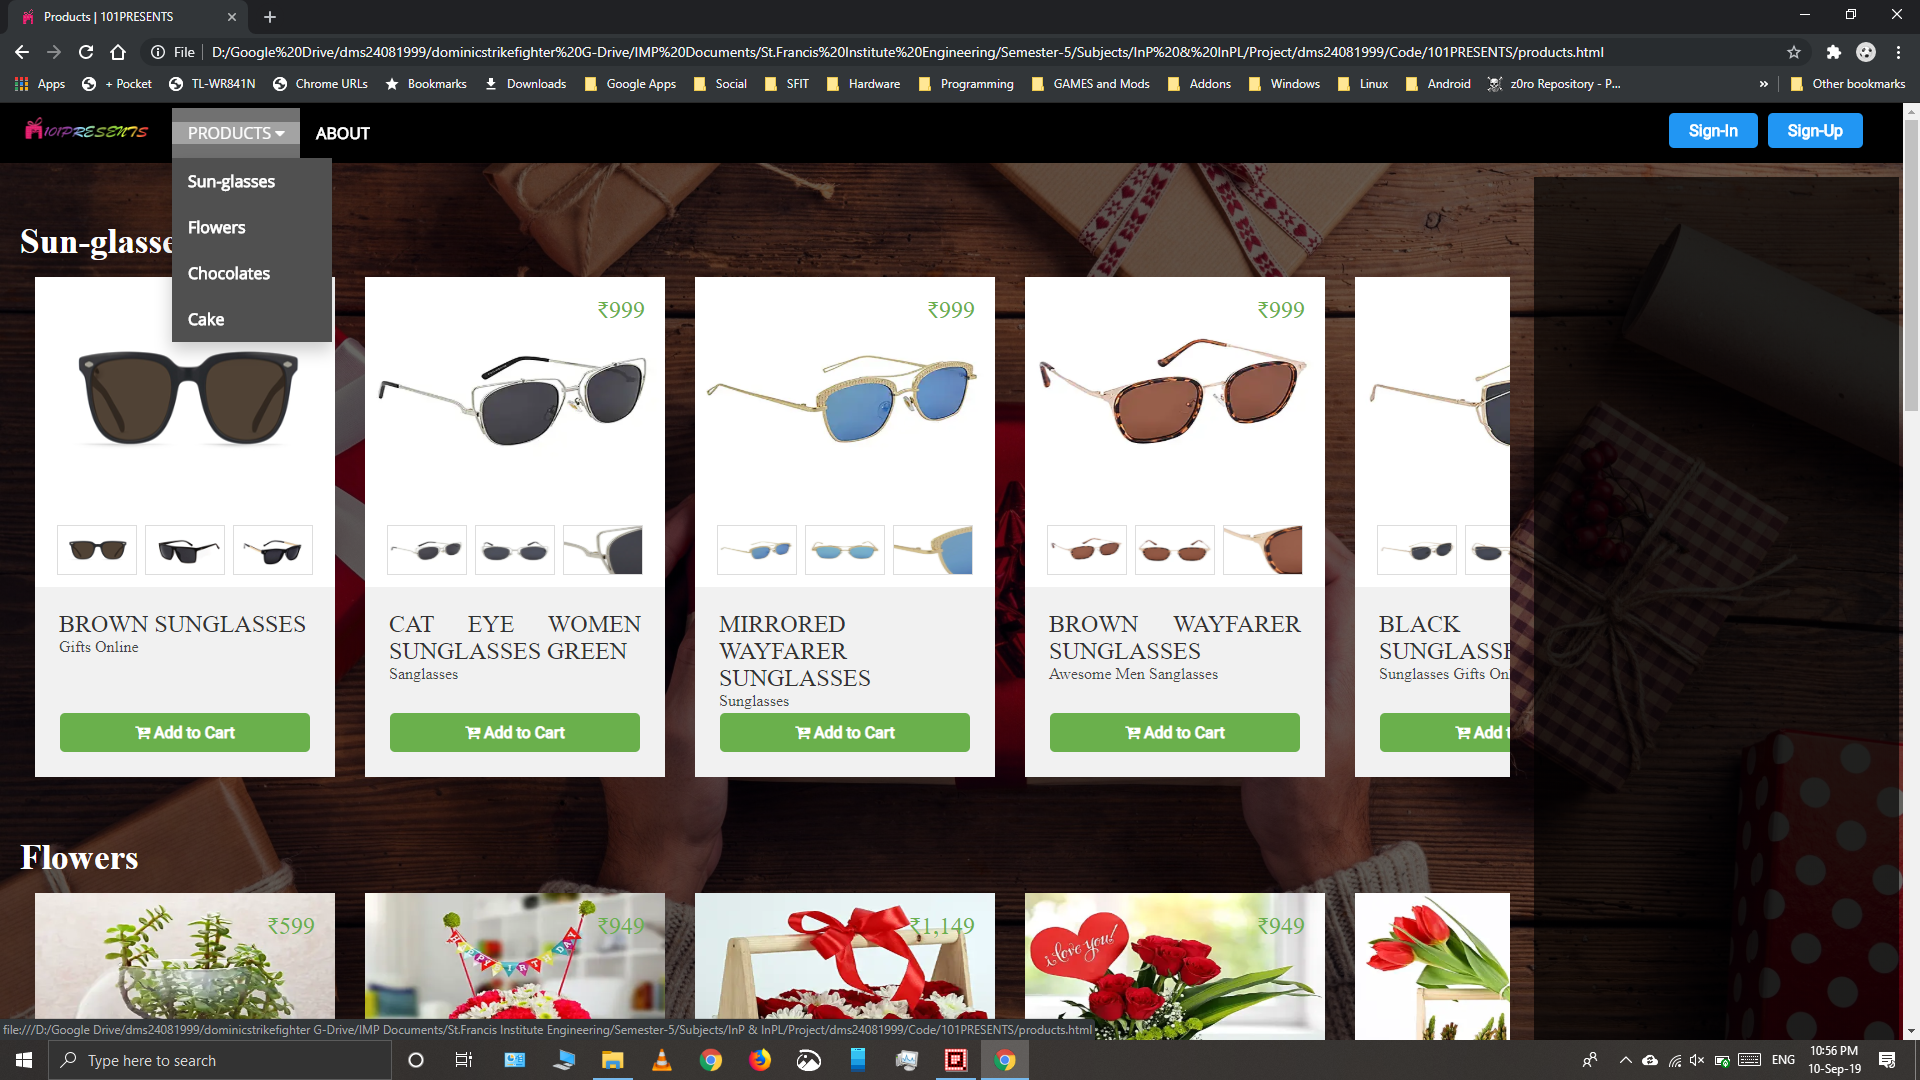 Products | 101PRESENTS
File D:/Google%20Drive/dms24081999/dominicstrikefighter%20G-Drive/IMP%20Documents/St.Francis%20Institute%20Engineering/Semester-5/Subjects/InP%20&%20InPL/Project/dms24081999/Code/101PRESENTS/products.html
Apps + Pocket TL-WR841N Chrome URLs Bookmarks Downloads Google Apps Social SFIT Hardware Programming GAMES and Mods Addons Windows Linux Android z0ro Repository - P... » Other bookmarks
101PRESENTS PRODUCTS ABOUT Sign-In Sign-Up
Sun-glasses
Flowers
Chocolates
Cake
Sun-glasse
₹999 ₹999 ₹999
BROWN SUNGLASSES
Gifts Online
Add to Cart
CAT EYE WOMEN
SUNGLASSES GREEN
Sanglasses
Add to Cart
MIRRORED
WAYFARER
SUNGLASSES
Sunglasses
Add to Cart
BROWN WAYFARER
SUNGLASSES
Awesome Men Sanglasses
Add to Cart
BLACK
SUNGLASSE
Sunglasses Gifts On
Add t
Flowers
₹599 ₹949 ₹1,149 ₹949
HAPPY BIRTHDAY
i love you!
file:///D:/Google Drive/dms24081999/dominicstrikefighter G-Drive/IMP Documents/St.Francis Institute Engineering/Semester-5/Subjects/InP & InPL/Project/dms24081999/Code/101PRESENTS/products.html
Type here to search
ENG
10:56 PM
10-Sep-19